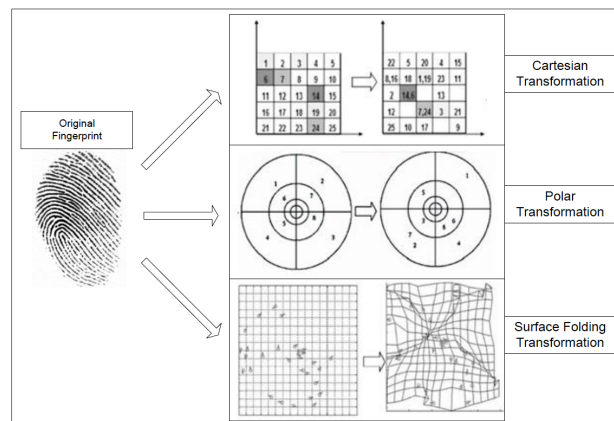 Original
Fingerprint
1 2 3 4 5
6 7 8 9 10
11 12 13 14 15
16 17 18 19 20
21 22 23 24 25
22 5 20 4
8,16 18 1,19 23 11
2 14,6 13
12 7,24 3 21
25 10 17 9
Cartesian
Transformation
1 2
6 7
5 8
4 3
1
5
3 6
7 8
2 4
Polar
Transformation
Surface Folding
Transformation